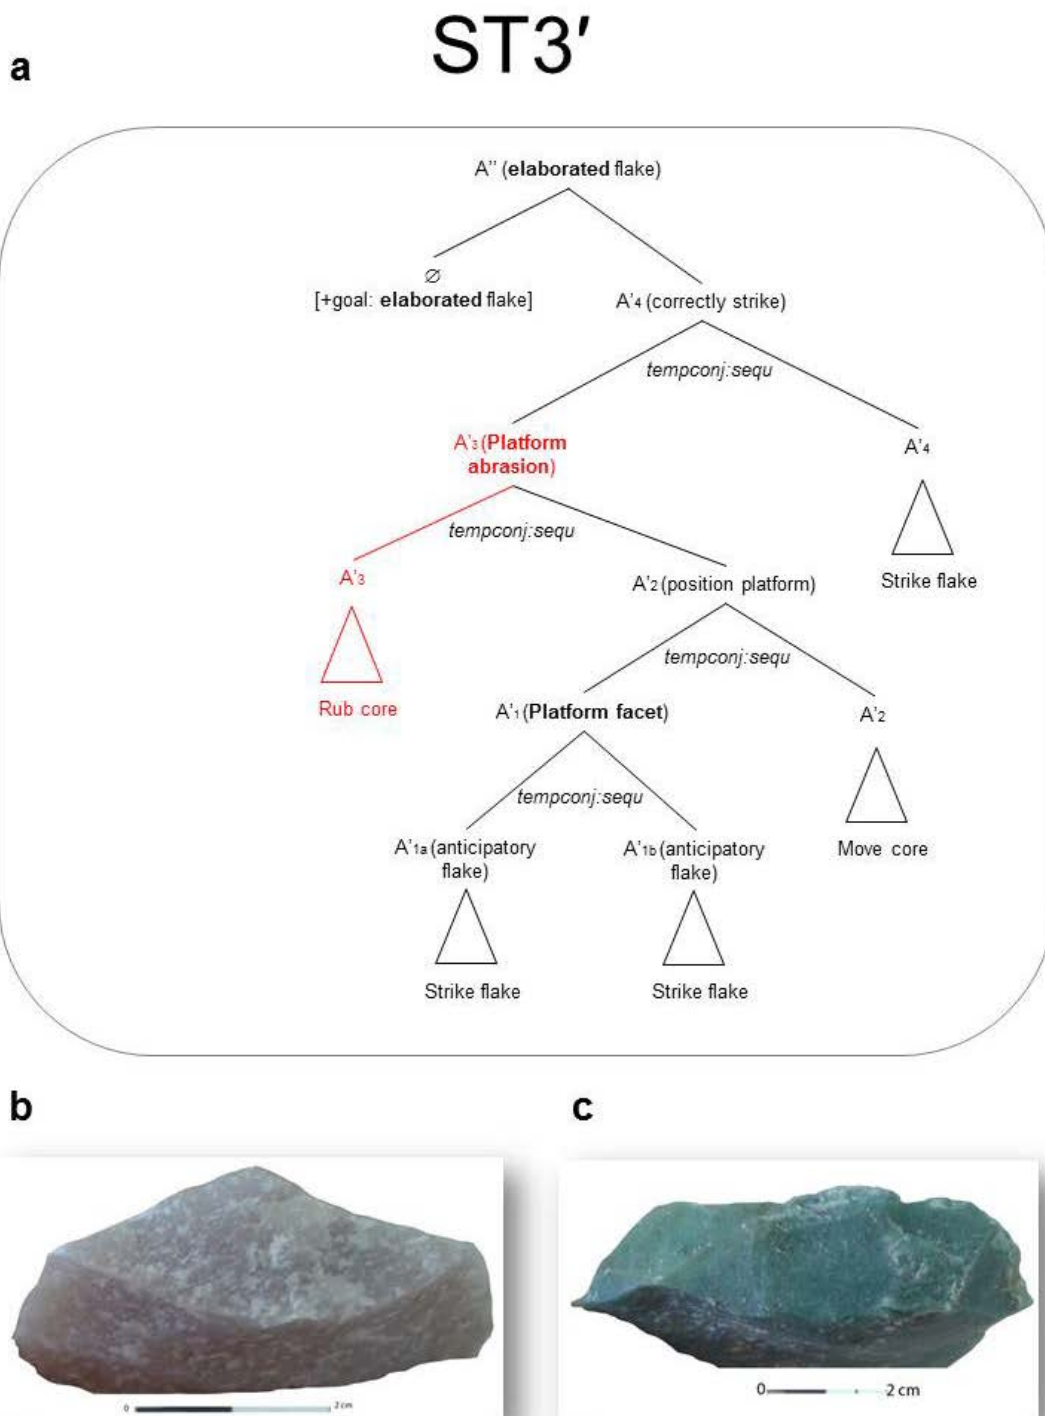 ST3′
a
A'' (elaborated flake)
∅
[+goal: elaborated flake]
A'4 (correctly strike)
tempconj:sequ
A'3 (Platform
abrasion)
A'4
tempconj:sequ
A'3
A'2 (position platform)
Strike flake
tempconj:sequ
Rub core
A'1 (Platform facet)
A'2
tempconj:sequ
A'1a (anticipatory
flake)
A'1b (anticipatory
flake)
Move core
Strike flake
Strike flake
b
c
0 2 cm
0 2 cm